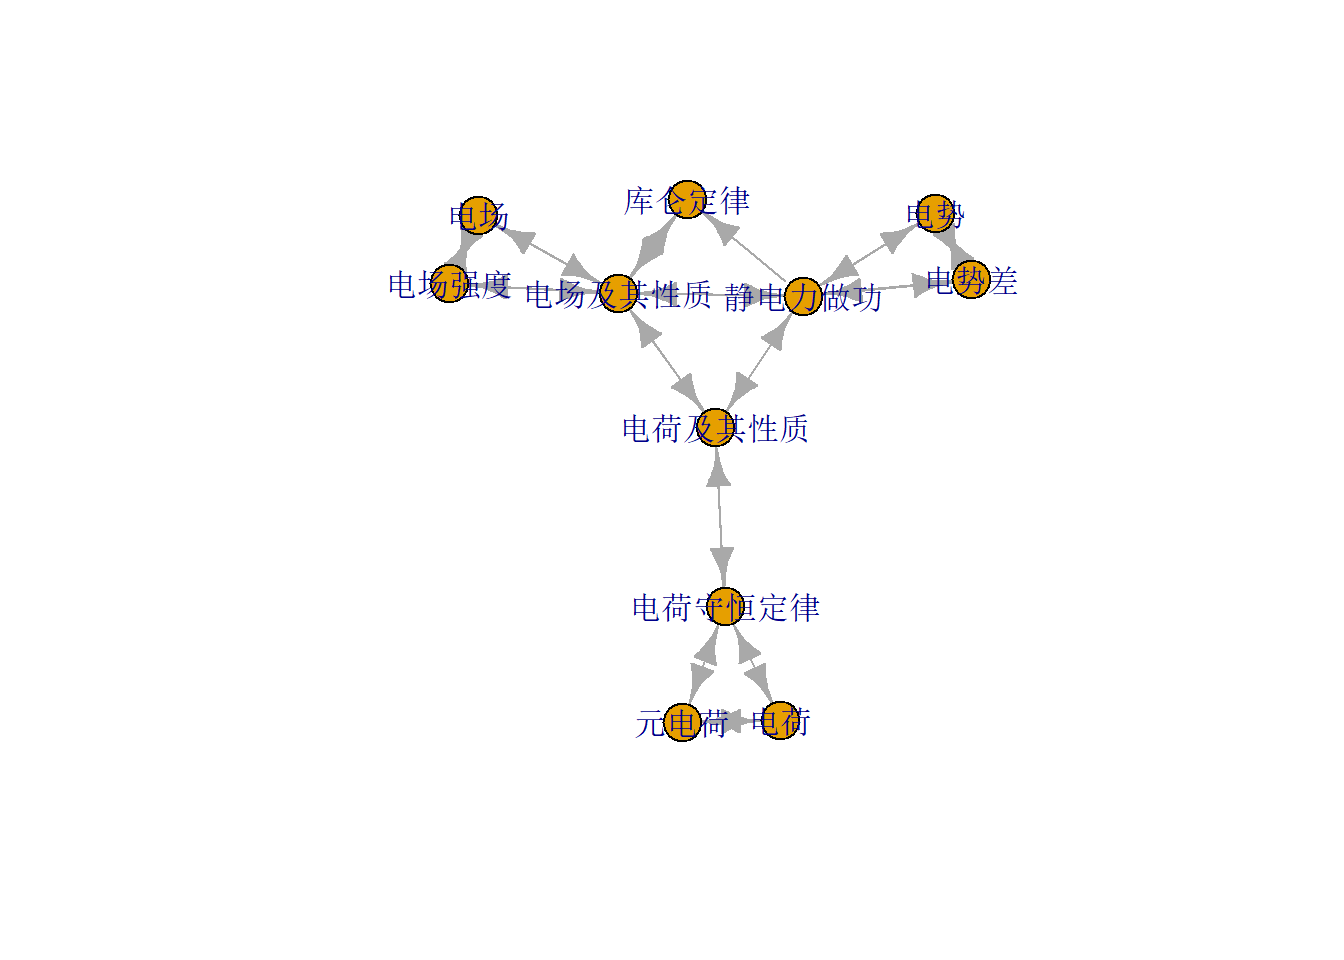 库仑定律
电场
电势
电场强度
电场及其性质
静电力做功
电势差
电荷及其性质
电荷守恒定律
元电荷
电荷